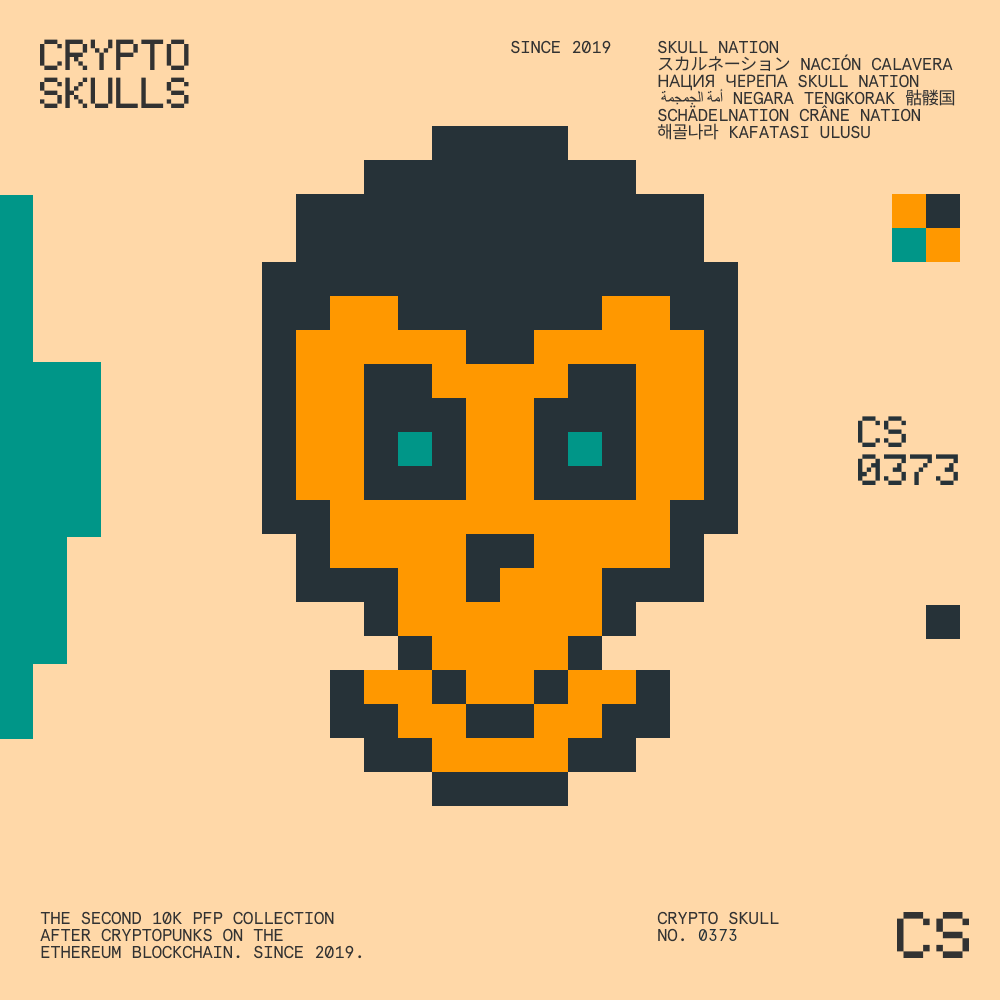 CRYPTO
SKULLS
SINCE 2019
SKULL NATION
スカルネーション NACIÓN CALAVERA
НАЦИЯ ЧЕРЕПА SKULL NATION
أمة الجمجمة NEGARA TENGKORAK 骷髅国
SCHÄDELNATION CRÂNE NATION
해골나라 KAFATASI ULUSU
CS
0373
THE SECOND 10K PFP COLLECTION
AFTER CRYPTOPUNKS ON THE
ETHEREUM BLOCKCHAIN. SINCE 2019.
CRYPTO SKULL
NO. 0373
CS